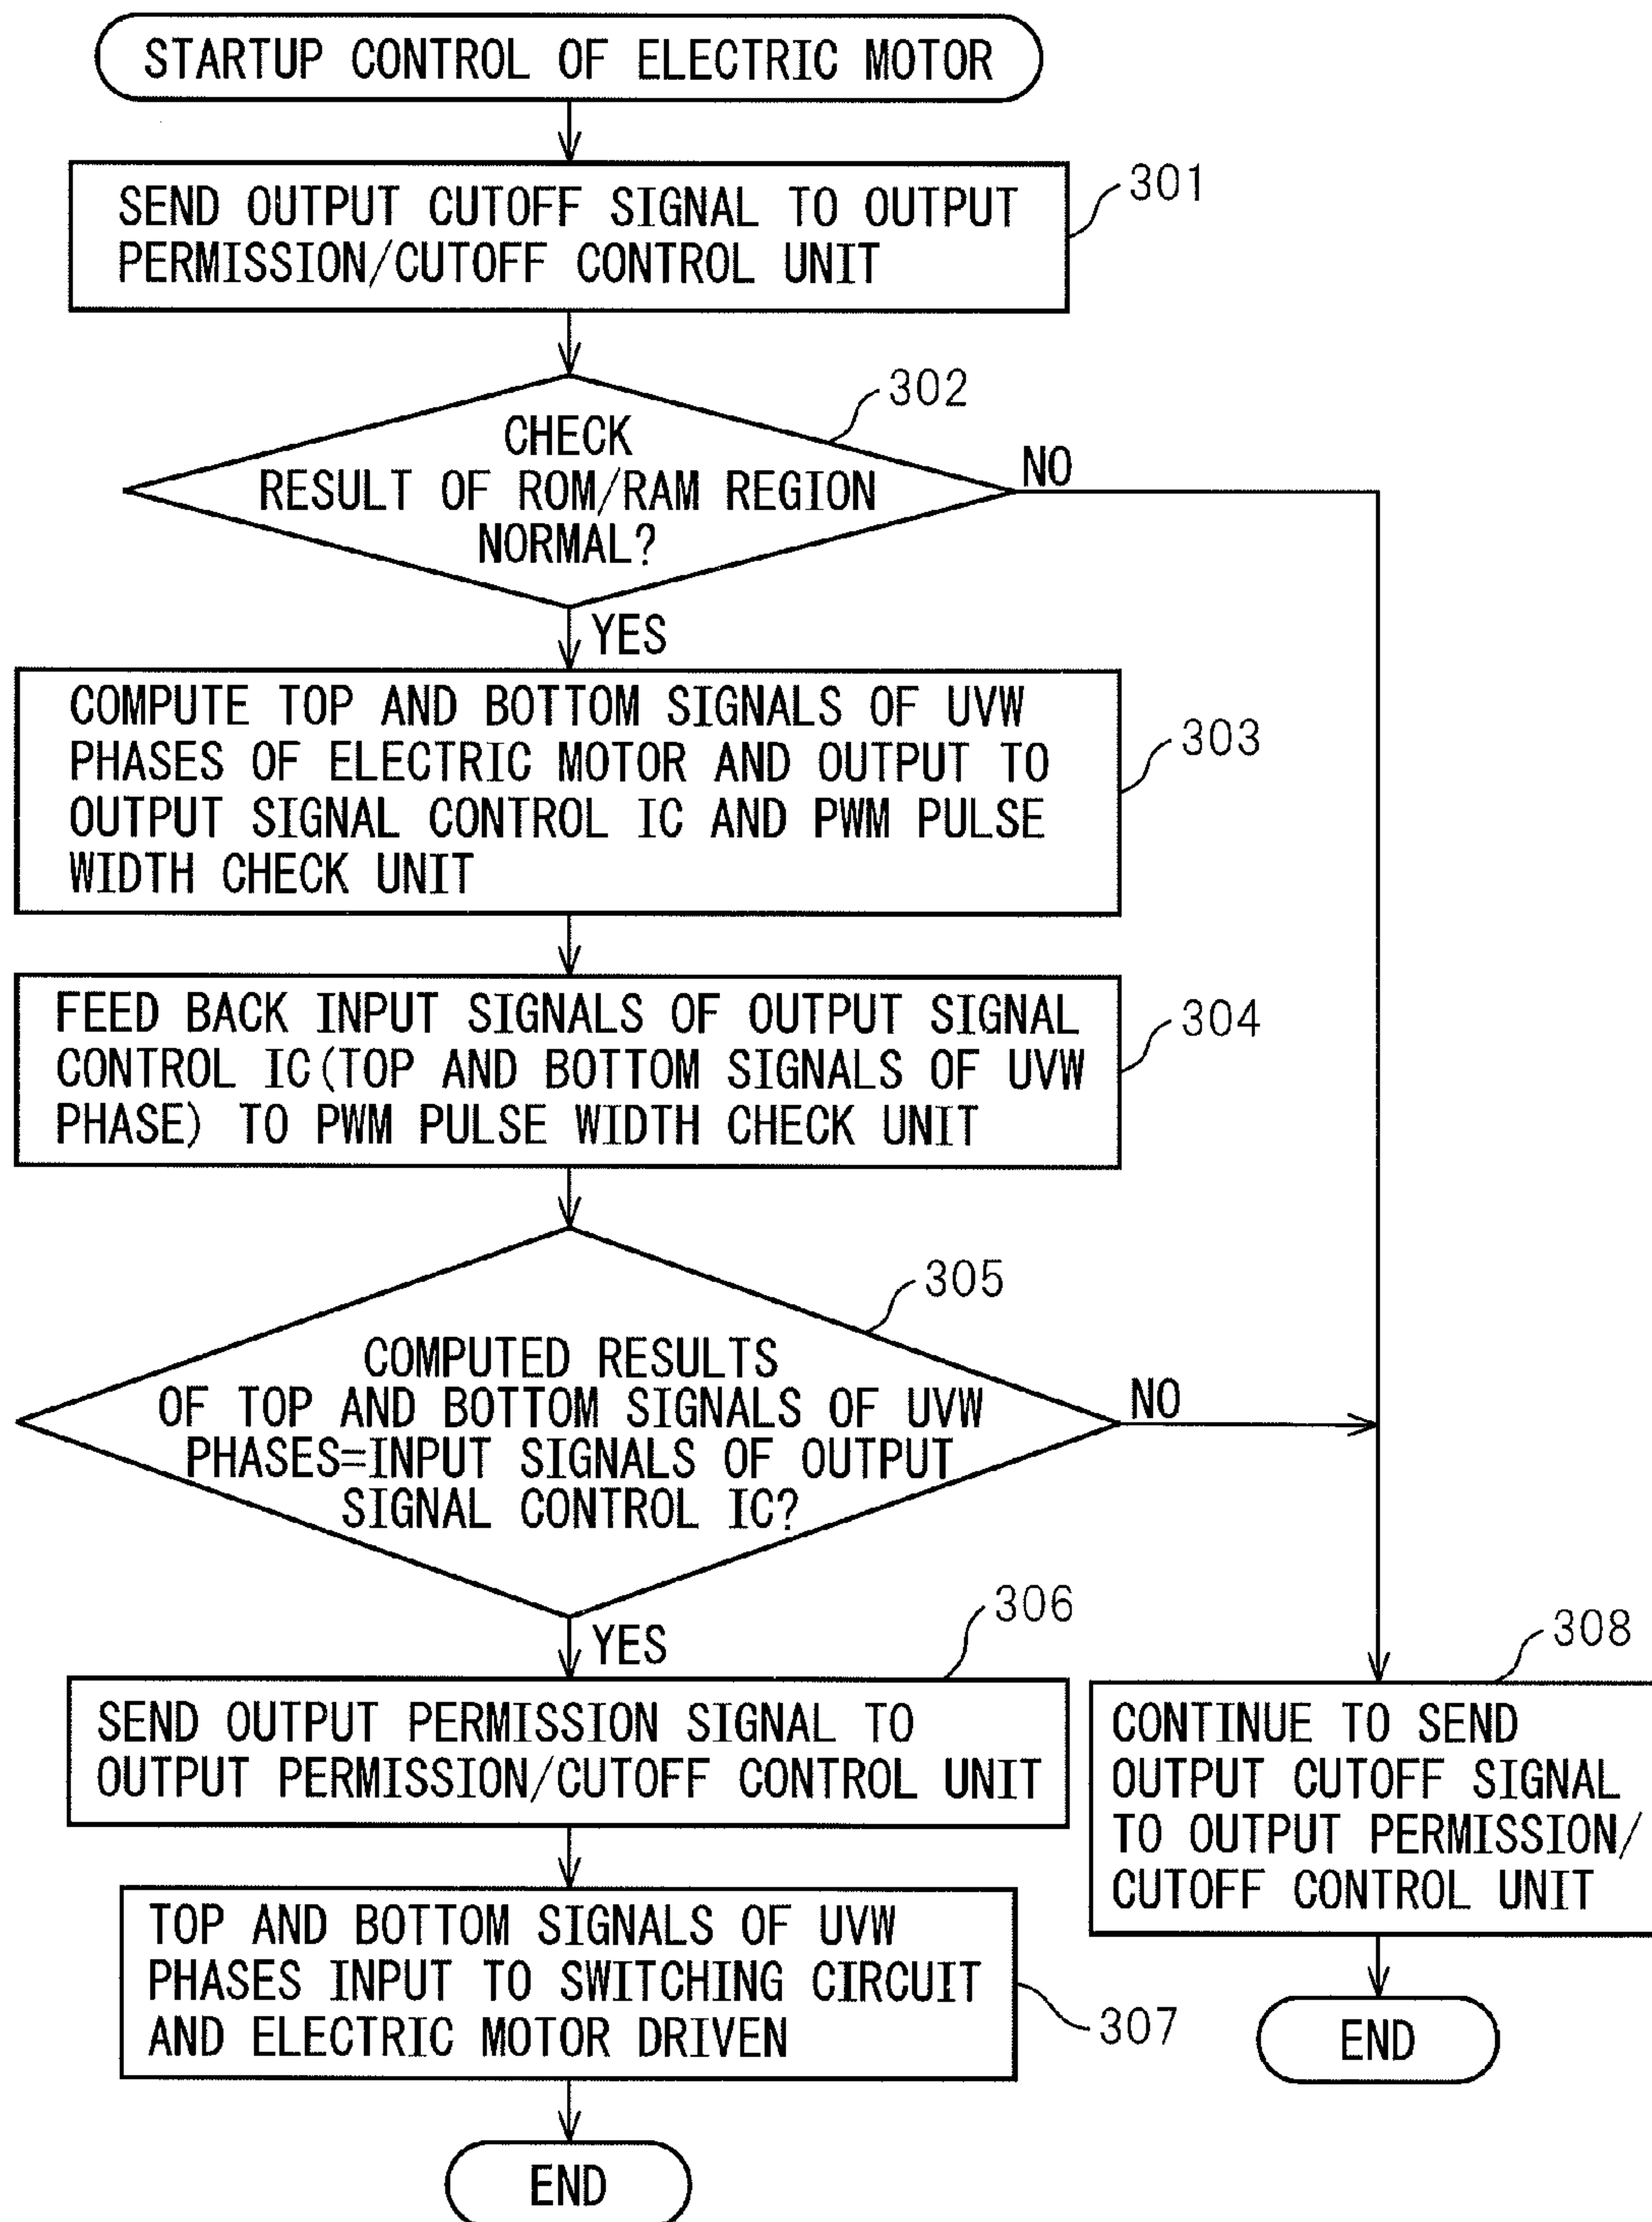 STARTUP CONTROL OF ELECTRIC MOTOR
SEND OUTPUT CUTOFF SIGNAL TO OUTPUT
PERMISSION/CUTOFF CONTROL UNIT
301
302
CHECK
RESULT OF ROM/RAM REGION
NORMAL?
NO
YES
COMPUTE TOP AND BOTTOM SIGNALS OF UVW
PHASES OF ELECTRIC MOTOR AND OUTPUT TO
OUTPUT SIGNAL CONTROL IC AND PWM PULSE
WIDTH CHECK UNIT
303
FEED BACK INPUT SIGNALS OF OUTPUT SIGNAL
CONTROL IC(TOP AND BOTTOM SIGNALS OF UVW
PHASE) TO PWM PULSE WIDTH CHECK UNIT
304
305
COMPUTED RESULTS
OF TOP AND BOTTOM SIGNALS OF UVW
PHASES=INPUT SIGNALS OF OUTPUT
SIGNAL CONTROL IC?
NO
YES
306
SEND OUTPUT PERMISSION SIGNAL TO
OUTPUT PERMISSION/CUTOFF CONTROL UNIT
TOP AND BOTTOM SIGNALS OF UVW
PHASES INPUT TO SWITCHING CIRCUIT
AND ELECTRIC MOTOR DRIVEN
307
END
308
CONTINUE TO SEND
OUTPUT CUTOFF SIGNAL
TO OUTPUT PERMISSION/
CUTOFF CONTROL UNIT
END